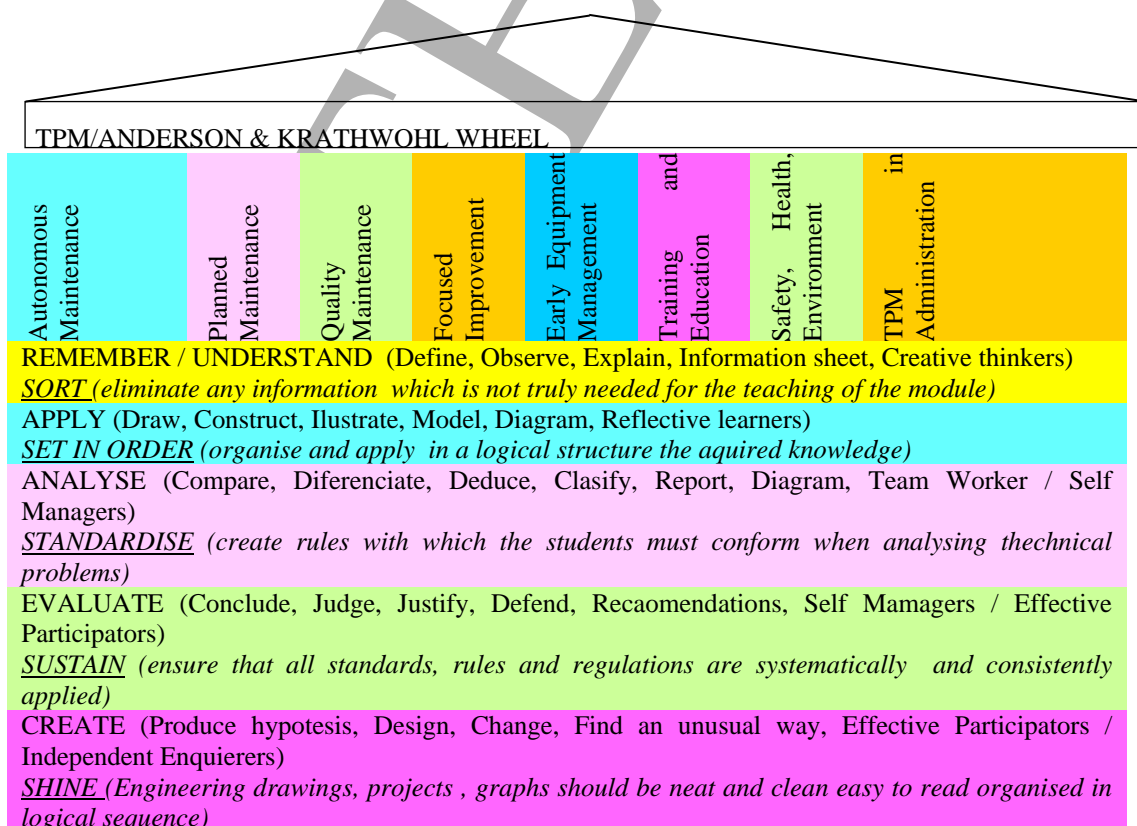 TPM/ANDERSON & KRATHWOHL WHEEL
Autonomous
Maintenance
Planned
Maintenance
Quality
Maintenance
Focused
Improvement
Early Equipment
Management
Training and
Education
Safety, Health,
Environment
TPM in
Administration
REMEMBER / UNDERSTAND (Define, Observe, Explain, Information sheet, Creative thinkers)
SORT (eliminate any information which is not truly needed for the teaching of the module)
APPLY (Draw, Construct, Ilustrate, Model, Diagram, Reflective learners)
SET IN ORDER (organise and apply in a logical structure the aquired knowledge)
ANALYSE (Compare, Diferenciate, Deduce, Clasify, Report, Diagram, Team Worker / Self
Managers)
STANDARDISE (create rules with which the students must conform when analysing thechnical
problems)
EVALUATE (Conclude, Judge, Justify, Defend, Recaomendations, Self Mamagers / Effective
Participators)
SUSTAIN (ensure that all standards, rules and regulations are systematically and consistently
applied)
CREATE (Produce hypotesis, Design, Change, Find an unusual way, Effective Participators /
Independent Enquierers)
SHINE (Engineering drawings, projects , graphs should be neat and clean easy to read organised in
logical sequence)